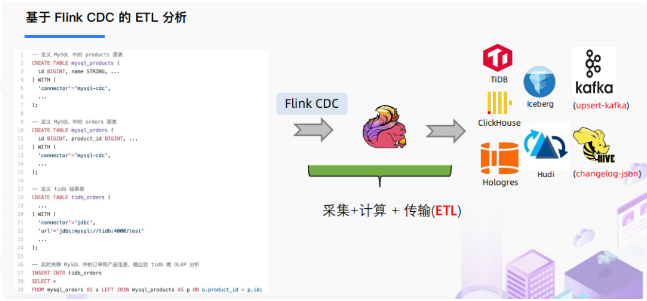 基于 Flink CDC 的 ETL 分析
1 -- 定义 MySQL 中的 products 源表
2 CREATE TABLE mysql_products (
3 id BIGINT, name STRING, ...
4 ) WITH (
5 'connector'='mysql-cdc',
6 ...
7 );
8
9 -- 定义 MySQL 中的 orders 源表
10 CREATE TABLE mysql_orders (
11 id BIGINT, product_id BIGINT, ...
12 ) WITH (
13 'connector'='mysql-cdc',
14 ...
15 );
16
17 -- 定义 tidb 结果表
18 CREATE TABLE tidb_orders (
19 ...
20 ) WITH (
21 'connector'='jdbc',
22 'url'='jdbc:mysql://tidb:4000/test'
23 ...
24 );
25
26 -- 实时关联 MySQL 中的订单和产品信息, 输出到 tidb 做 OLAP 分析
27 INSERT INTO tidb_orders
28 SELECT *
29 FROM mysql_orders AS o LEFT JOIN mysql_products AS p ON o.product_id = p.id;
Flink CDC
采集+计算 + 传输(ETL)
TiDB
Iceberg
kafka
(upsert-kafka)
ClickHouse
Hologres
Hudi
HIVE
(changelog-json)